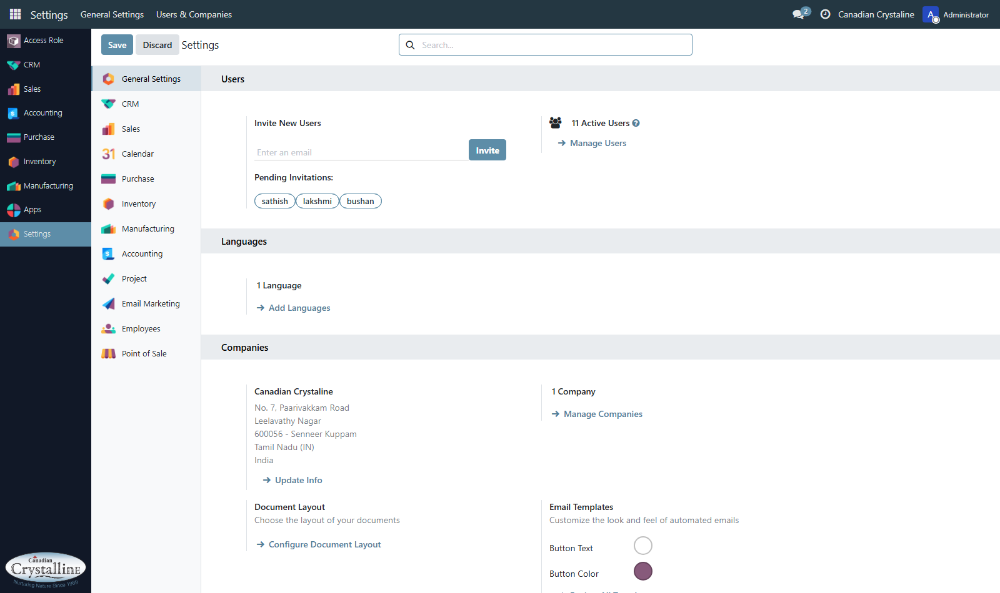 Settings
General Settings
Users & Companies
2
Canadian Crystaline
A
Administrator
Access Role
CRM
Sales
Accounting
Purchase
Inventory
Manufacturing
Apps
Settings
Canadian
Crystalline
Nurturing Nature Since 1969
Save
Discard
Settings
Search...
General Settings
CRM
Sales
31 Calendar
Purchase
Inventory
Manufacturing
Accounting
Project
Email Marketing
Employees
Point of Sale
Users
Invite New Users
Enter an email
Invite
Pending Invitations:
sathish
lakshmi
bushan
11 Active Users ?
Manage Users
Languages
1 Language
Add Languages
Companies
Canadian Crystaline
No. 7, Paarivakkam Road
Leelavathy Nagar
600056 - Senneer Kuppam
Tamil Nadu (IN)
India
Update Info
1 Company
Manage Companies
Document Layout
Choose the layout of your documents
Configure Document Layout
Email Templates
Customize the look and feel of automated emails
Button Text
Button Color